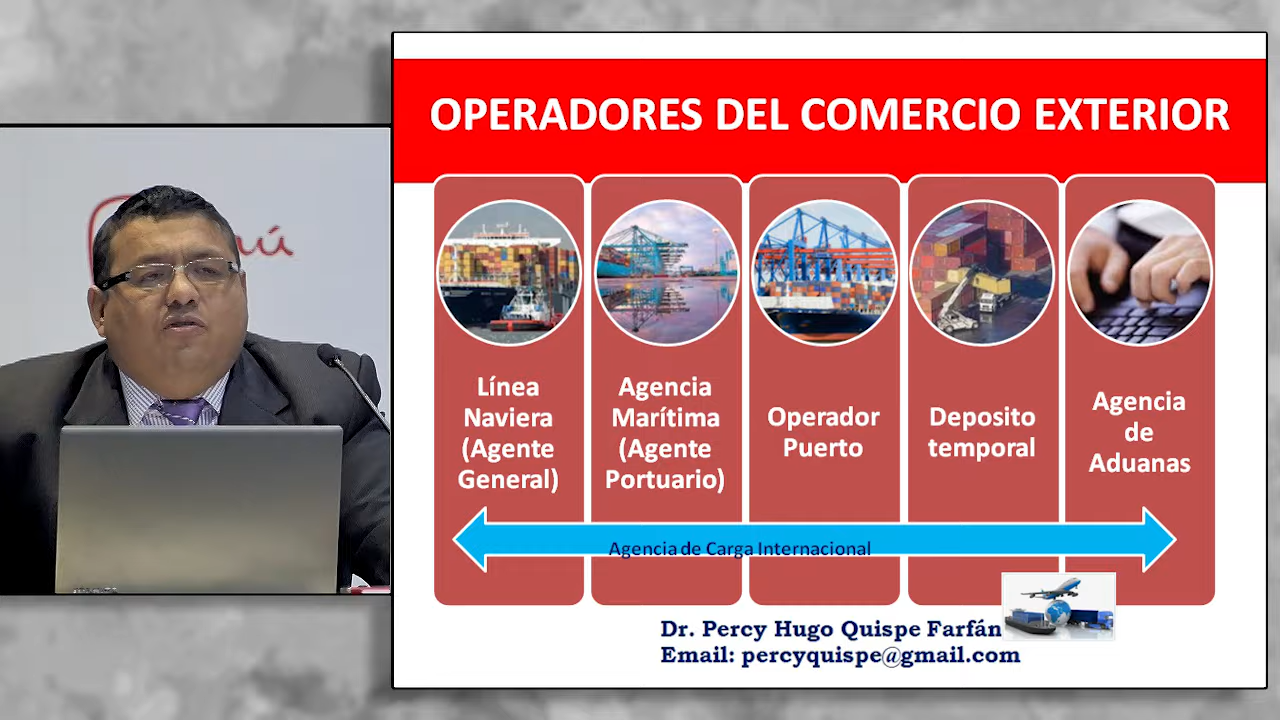 OPERADORES DEL COMERCIO EXTERIOR
Línea
Naviera
(Agente
General)
Agencia
Marítima
(Agente
Portuario)
Operador
Puerto
Deposito
temporal
Agencia
de
Aduanas
Agencia de Carga Internacional
Dr. Percy Hugo Quispe Farfán
Email: percyquispe@gmail.com